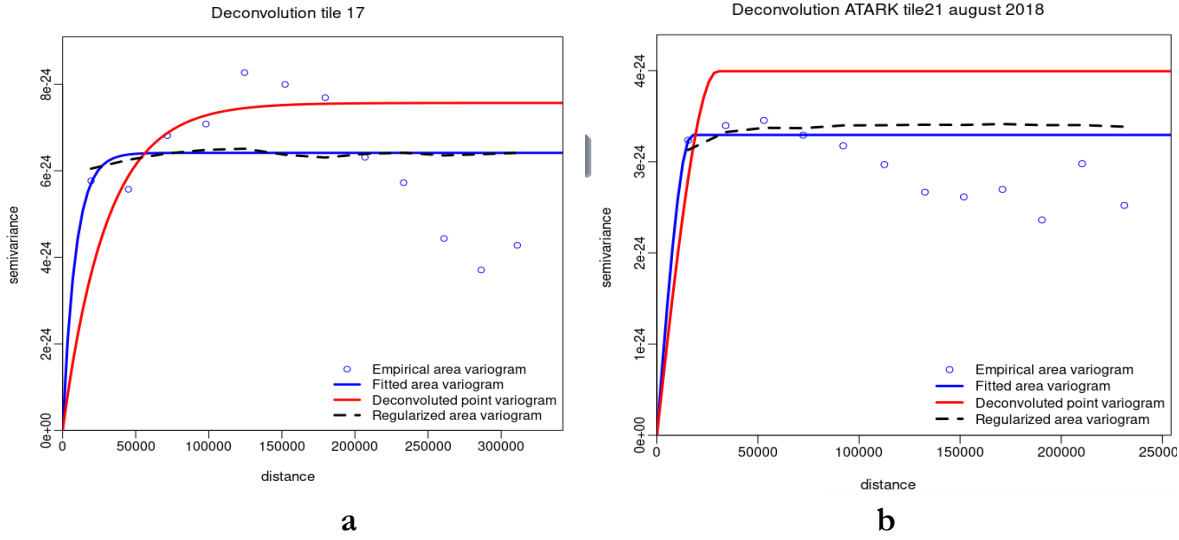 Deconvolution tile 17
8e-24
6e-24
4e-24
2e-24
0e+00
semivariance
Empirical area variogram
Fitted area variogram
Deconvoluted point variogram
Regularized area variogram
0 50000 100000 150000 200000 250000 300000
distance
a
Deconvolution ATARK tile21 august 2018
4e-24
3e-24
2e-24
1e-24
0e+00
semivariance
Empirical area variogram
Fitted area variogram
Deconvoluted point variogram
Regularized area variogram
0 50000 100000 150000 200000 25000
distance
b